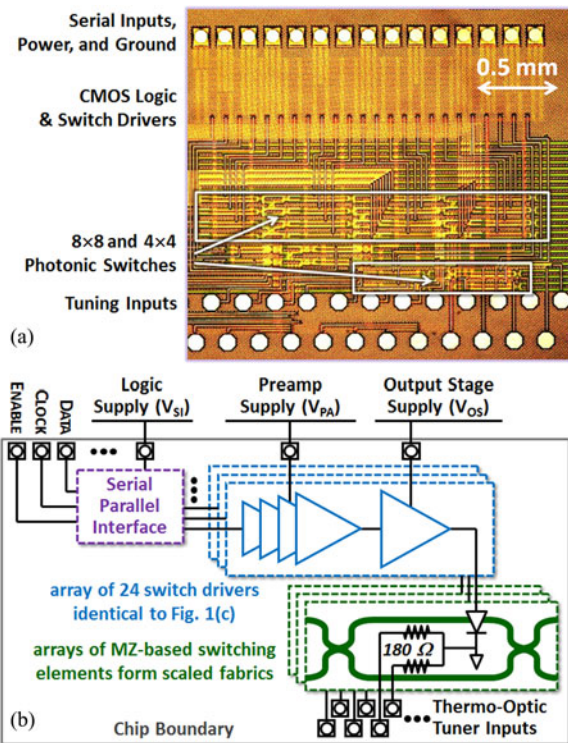 Serial Inputs,
Power, and Ground
0.5 mm
CMOS Logic
& Switch Drivers
8×8 and 4×4
Photonic Switches
Tuning Inputs
(a)
ENABLE
CLOCK
DATA
Logic
Supply (VSI)
Preamp
Supply (VPA)
Output Stage
Supply (VOS)
Serial
Parallel
Interface
array of 24 switch drivers
identical to Fig. 1(c)
arrays of MZ-based switching
elements form scaled fabrics
180 Ω
(b)
Chip Boundary
Thermo-Optic
Tuner Inputs